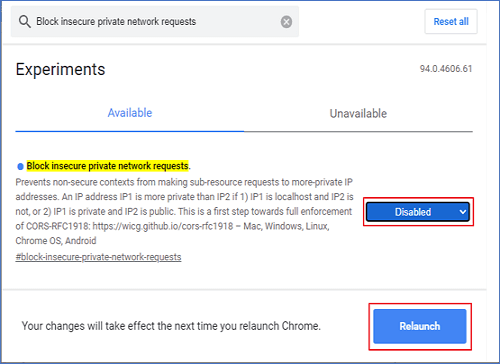 Block insecure private network requests
Reset all
Experiments
94.0.4606.61
Available
Unavailable
Block insecure private network requests.
Prevents non-secure contexts from making sub-resource requests to more-private IP
addresses. An IP address IP1 is more private than IP2 if 1) IP1 is localhost and IP2 is
not, or 2) IP1 is private and IP2 is public. This is a first step towards full enforcement
of CORS-RFC1918: https://wicg.github.io/cors-rfc1918 – Mac, Windows, Linux,
Chrome OS, Android
#block-insecure-private-network-requests
Disabled
Your changes will take effect the next time you relaunch Chrome.
Relaunch